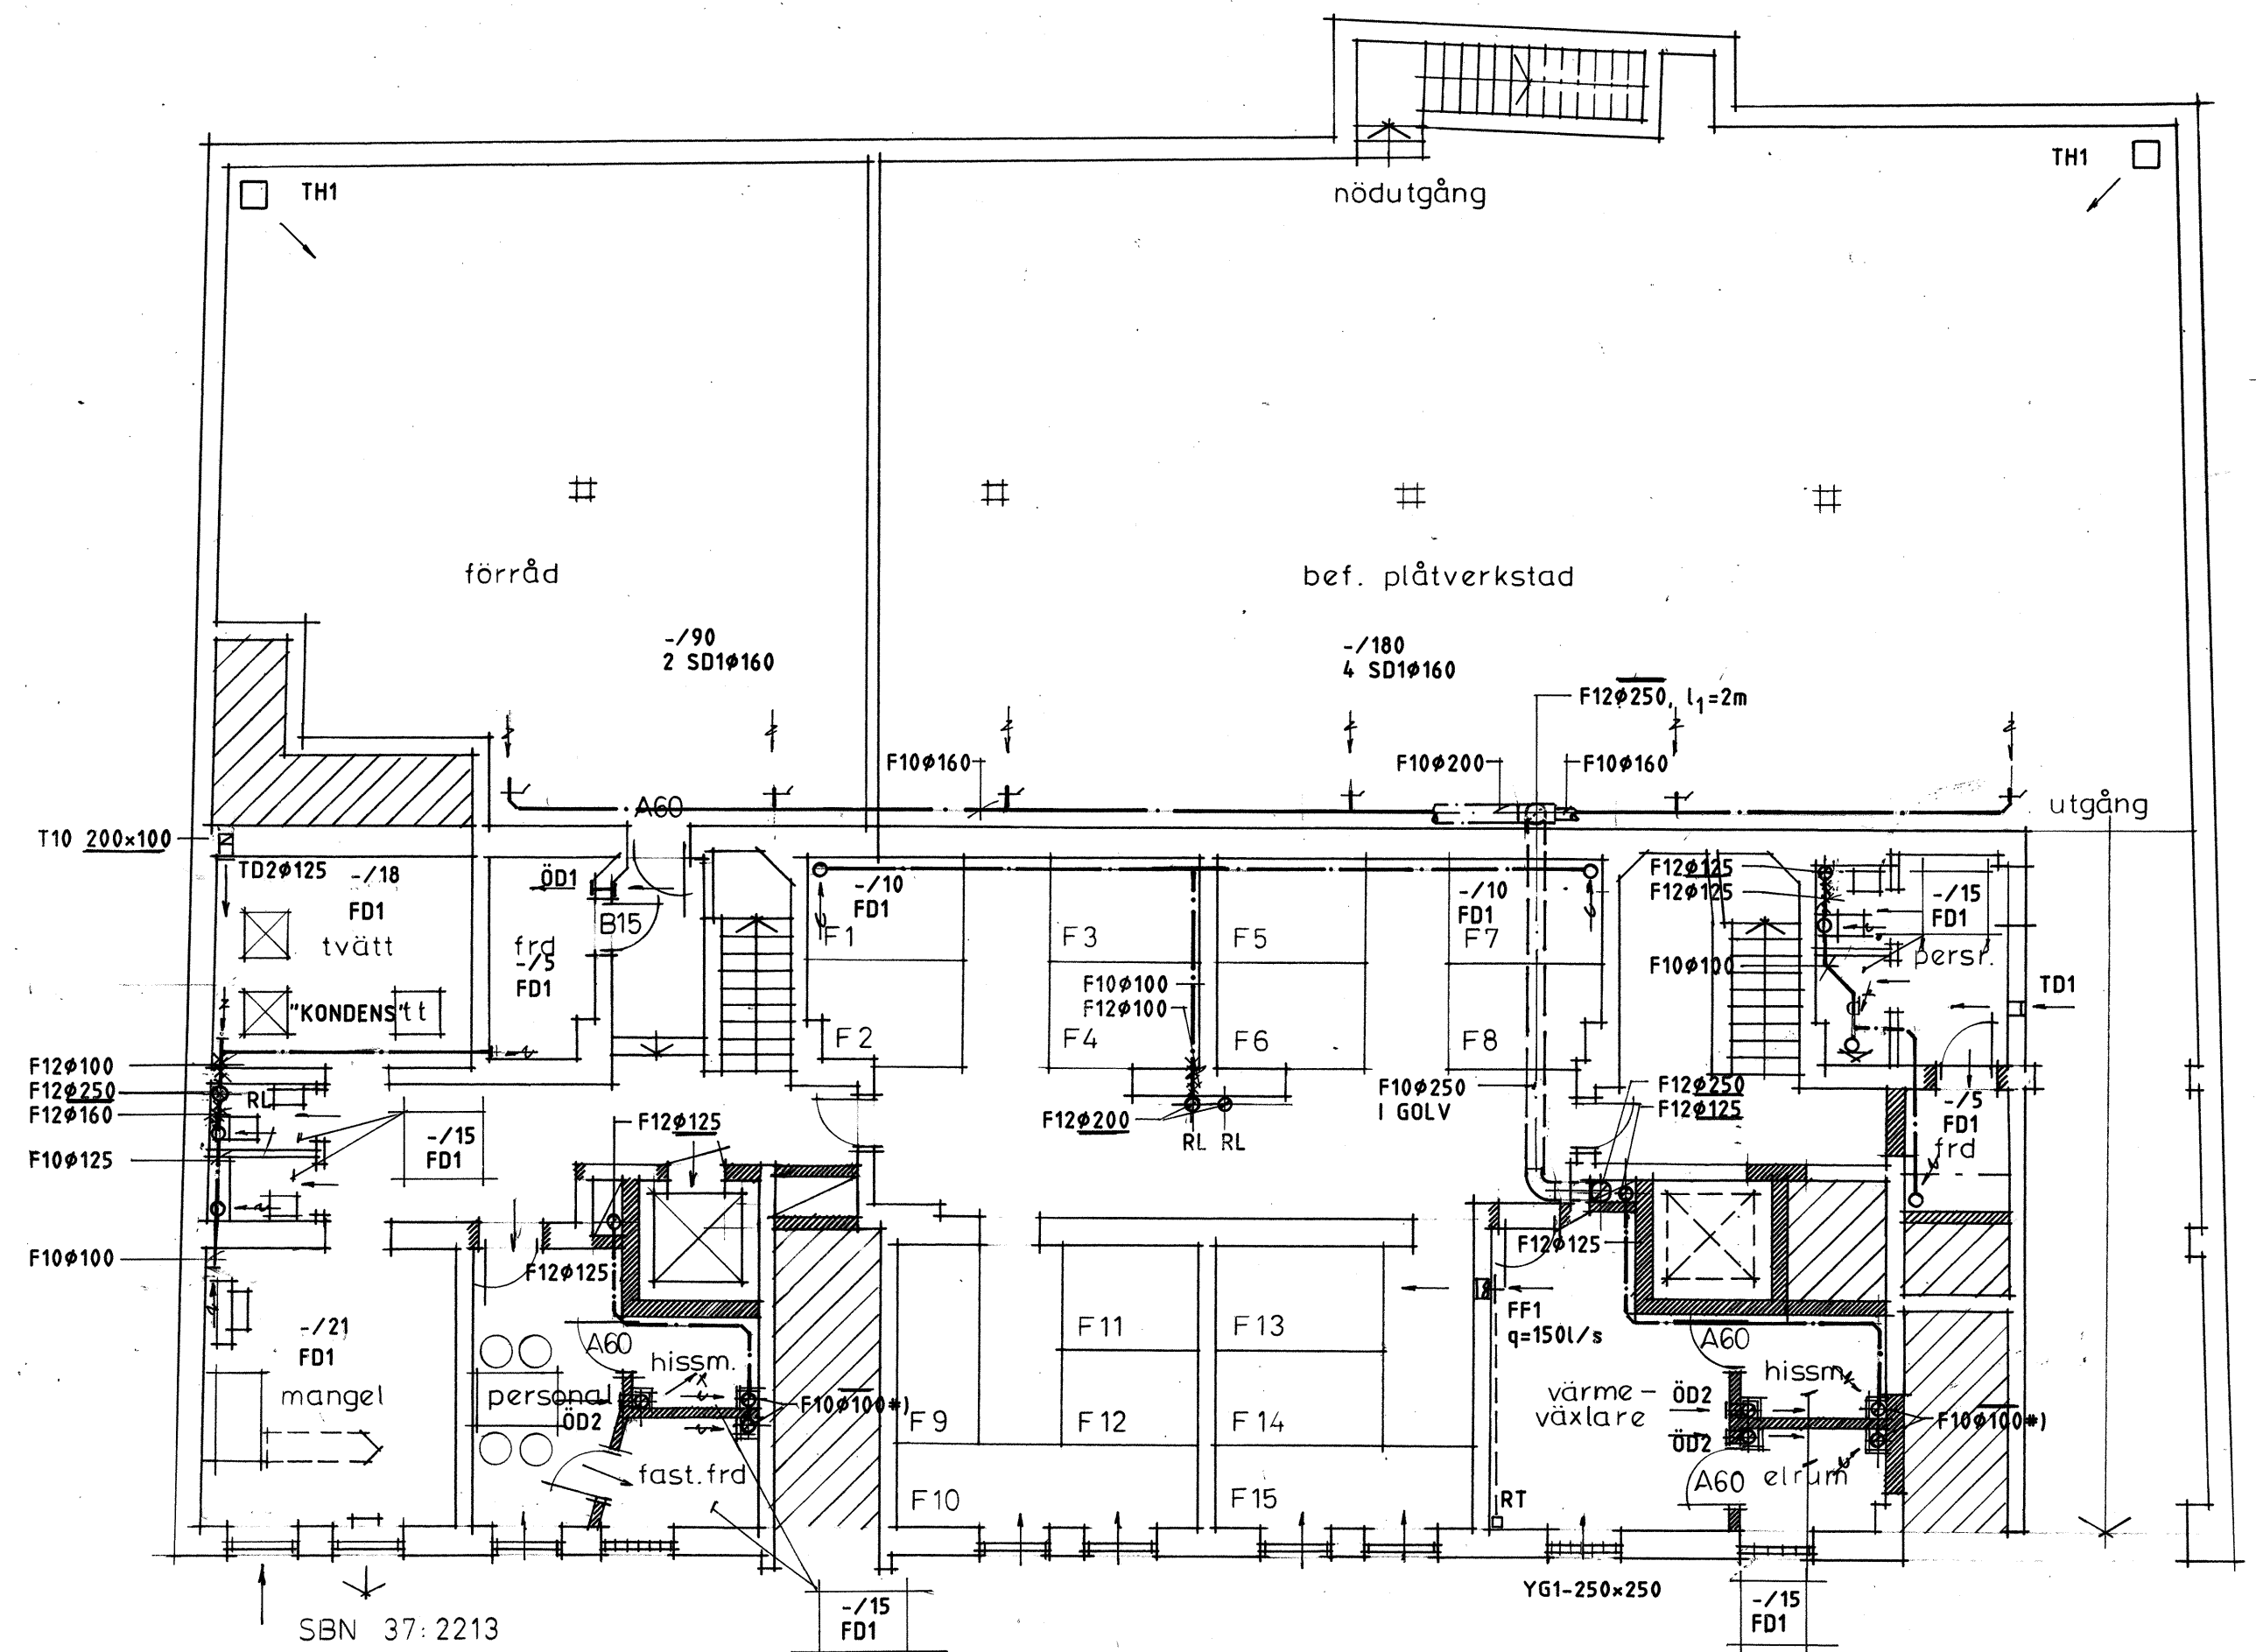 TH1
TH1
nödutgång
förråd
bef. plåtverkstad
-/90
2 SD1ø160
-/180
4 SD1ø160
F12ø250, l1=2m
F10ø160
F10ø200
F10ø160
A60
utgång
T10 200×100
TD2ø125
-/18
FD1
tvätt
"KONDENS"tt
ÖD1
B15
frd
-/5
FD1
-/10
FD1
F1
F2
F3
F4
F10ø100
F12ø100
F5
F6
-/10
FD1
F7
F8
F12ø125
F12ø125
F10ø100
-/15
FD1
persr.
TD1
F12ø100
F12ø250
F12ø160
RL
F10ø125
F10ø100
-/15
FD1
F12ø125
F12ø200
RL RL
F10ø250
I GOLV
F12ø250
F12ø125
-/5
FD1
frd
F12ø125
F12ø125
-/21
FD1
mangel
personal
A60
hissm.
ÖD2
F10ø100*)
fast.frd
F9
F10
F11
F12
F13
F14
F15
FF1
q=150l/s
RT
värme-
växlare
A60
hissm.
ÖD2
ÖD2
F10ø100*)
A60
elrum
YG1-250×250
-/15
FD1
-/15
FD1
SBN 37:2213